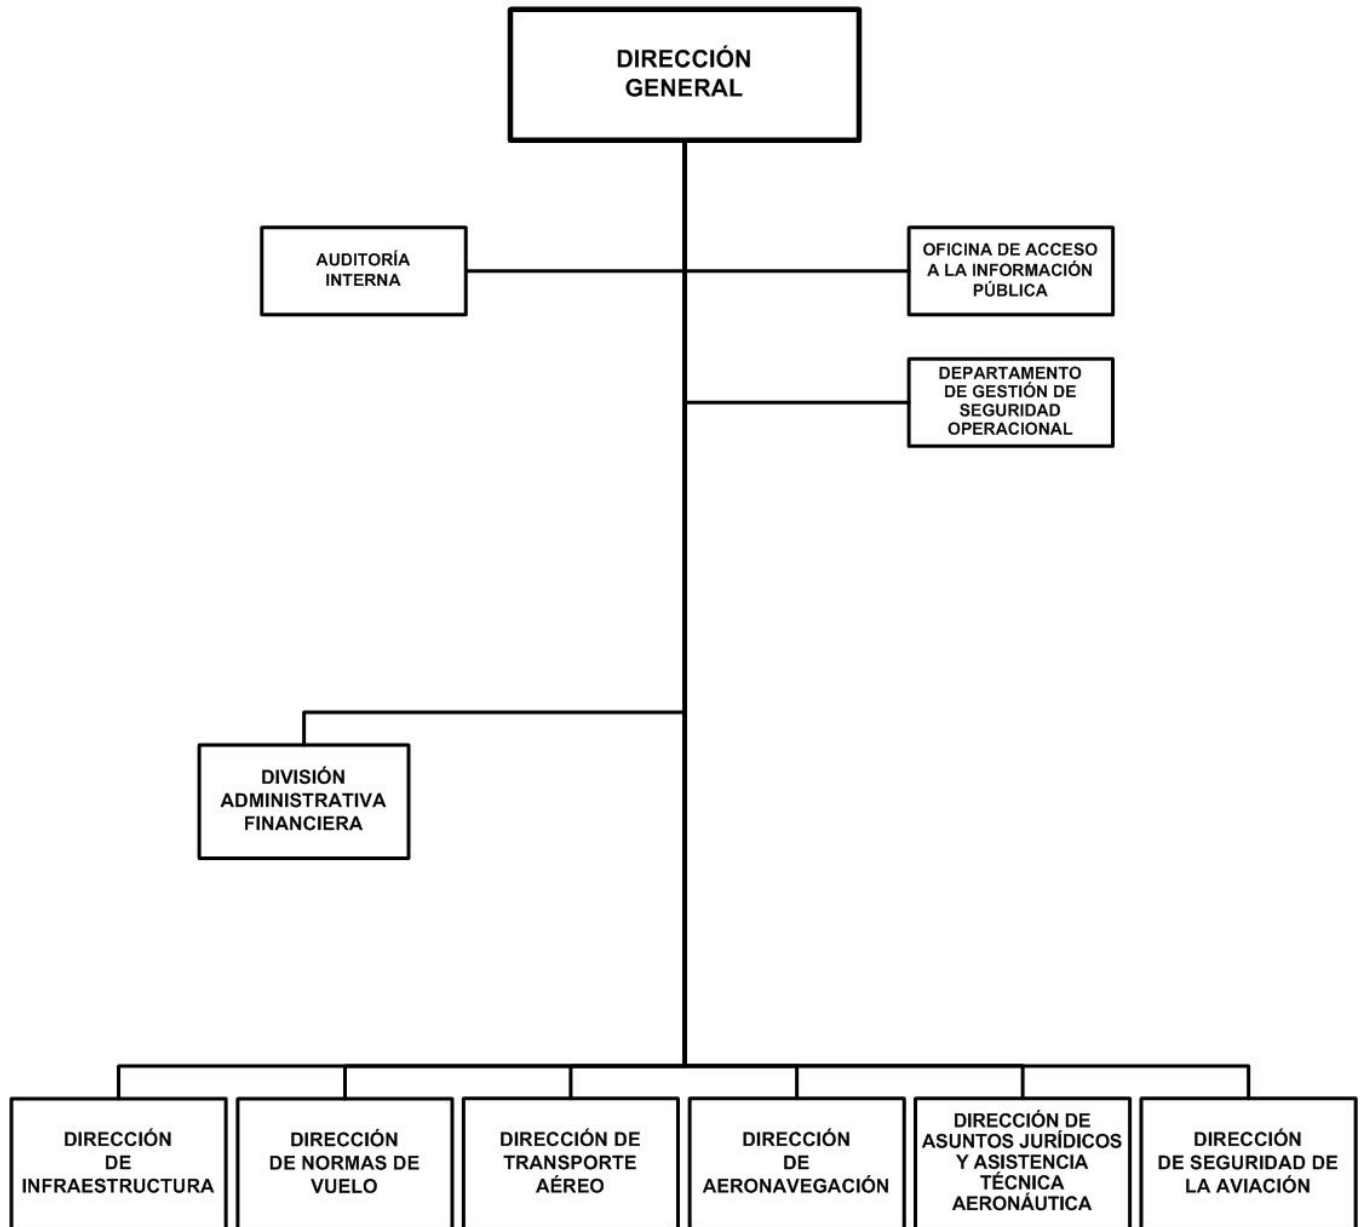 DIRECCIÓN
GENERAL
AUDITORÍA
INTERNA
OFICINA DE ACCESO
A LA INFORMACIÓN
PÚBLICA
DEPARTAMENTO
DE GESTIÓN DE
SEGURIDAD
OPERACIONAL
DIVISIÓN
ADMINISTRATIVA
FINANCIERA
DIRECCIÓN
DE
INFRAESTRUCTURA
DIRECCIÓN
DE NORMAS DE
VUELO
DIRECCIÓN DE
TRANSPORTE
AÉREO
DIRECCIÓN
DE
AERONAVEGACIÓN
DIRECCIÓN DE
ASUNTOS JURÍDICOS
Y ASISTENCIA
TÉCNICA
AERONÁUTICA
DIRECCIÓN
DE SEGURIDAD DE
LA AVIACIÓN